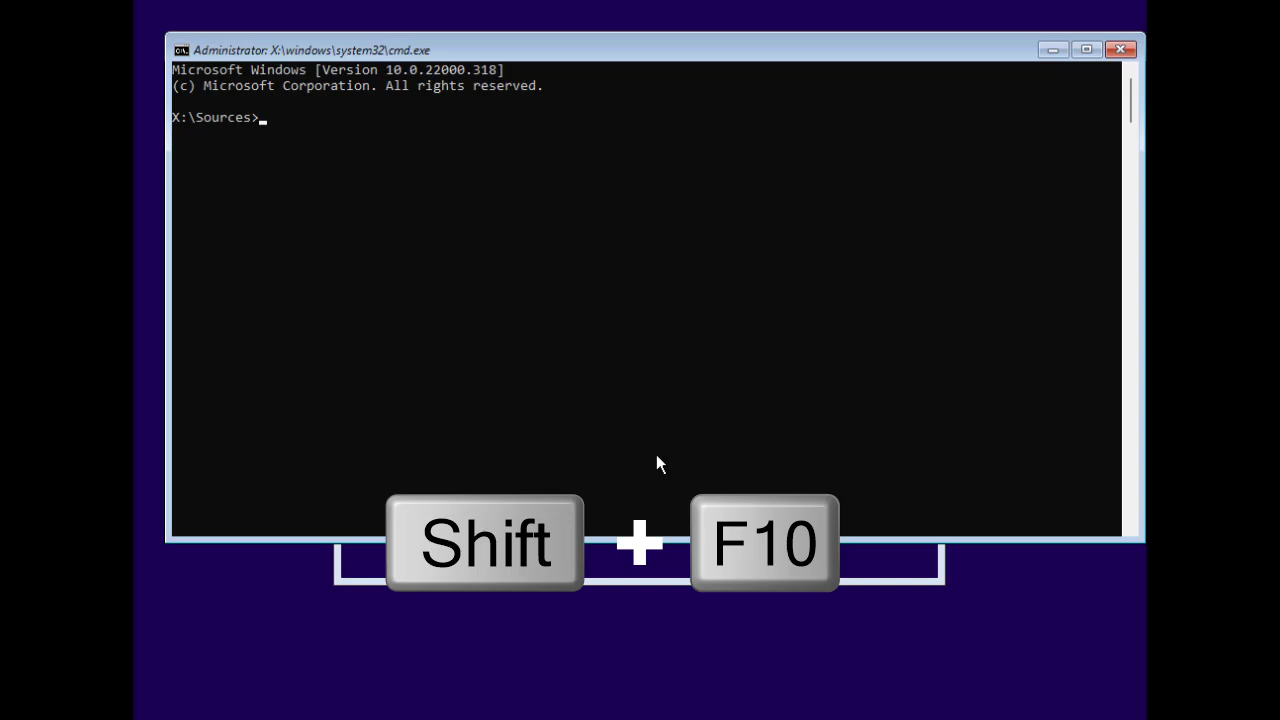 Administrator: X:\windows\system32\cmd.exe
Microsoft Windows [Version 10.0.22000.318]
(c) Microsoft Corporation. All rights reserved.
X:\Sources>
Shift + F10